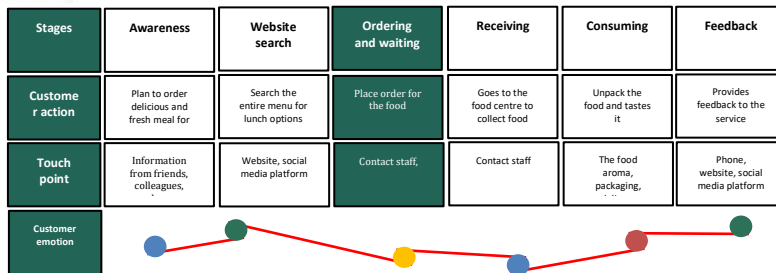 Stages
Awareness
Website
search
Ordering
and waiting
Receiving
Consuming
Feedback
Custome
r action
Plan to order
delicious and
fresh meal for
Search the
entire menu for
lunch options
Place order for
the food
Goes to the
food centre to
collect food
Unpack the
food and tastes
it
Provides
feedback to the
service
Touch
point
Information
from friends,
colleagues,
Website, social
media platform
Contact staff,
Contact staff
The food
aroma,
packaging,
Phone,
website, social
media platform
Customer
emotion